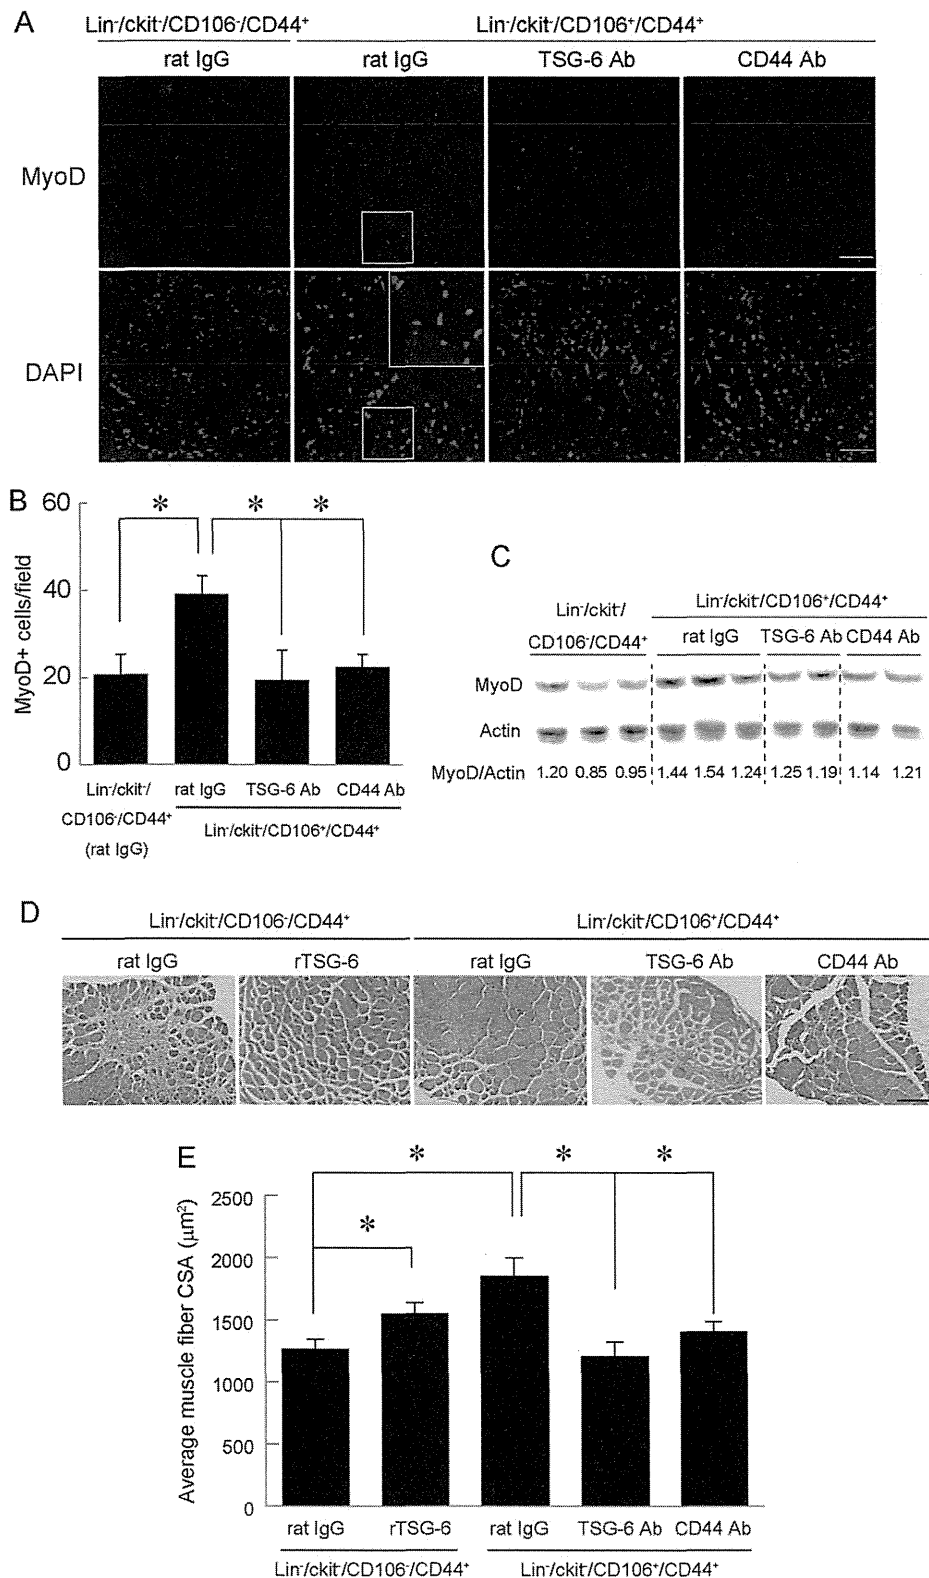 A
Lin⁻/ckit⁻/CD106⁻/CD44⁺ Lin⁻/ckit⁻/CD106⁺/CD44⁺
rat IgG rat IgG TSG-6 Ab CD44 Ab
MyoD
DAPI
B
MyoD+ cells/field
60
40
20
0
* * *
Lin⁻/ckit⁻/
CD106⁻/CD44⁺
(rat IgG)
rat IgG TSG-6 Ab CD44 Ab
Lin⁻/ckit⁻/CD106⁺/CD44⁺
C
Lin⁻/ckit⁻/
CD106⁻/CD44⁺
Lin⁻/ckit⁻/CD106⁺/CD44⁺
rat IgG TSG-6 Ab CD44 Ab
MyoD
Actin
MyoD/Actin 1.20 0.85 0.95 1.44 1.54 1.24 1.25 1.19 1.14 1.21
D
Lin⁻/ckit⁻/CD106⁻/CD44⁺ Lin⁻/ckit⁻/CD106⁺/CD44⁺
rat IgG rTSG-6 rat IgG TSG-6 Ab CD44 Ab
E
Average muscle fiber CSA (μm²)
2500
2000
1500
1000
500
0
* * * *
rat IgG rTSG-6 rat IgG TSG-6 Ab CD44 Ab
Lin⁻/ckit⁻/CD106⁻/CD44⁺ Lin⁻/ckit⁻/CD106⁺/CD44⁺